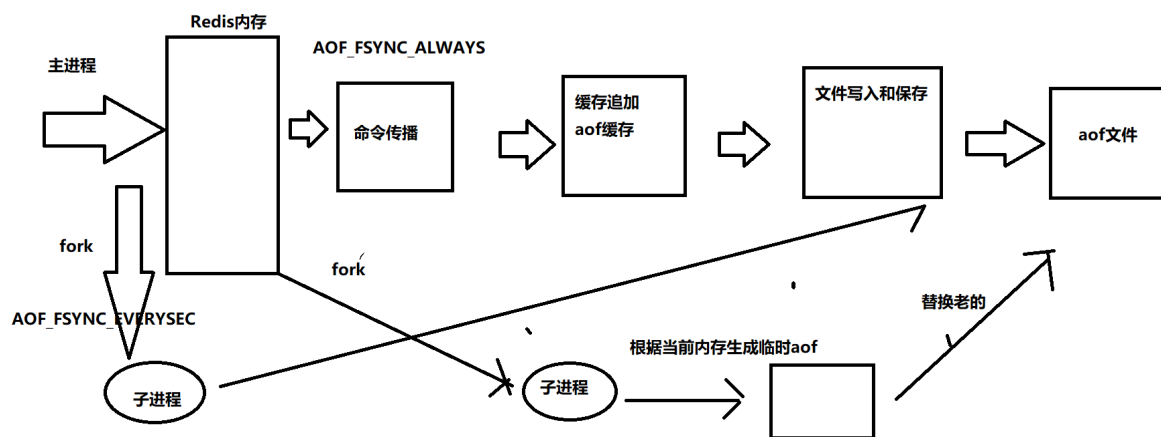 Redis内存
AOF_FSYNC_ALWAYS
主进程
命令传播
缓存追加
aof缓存
文件写入和保存
aof文件
fork
fork
AOF_FSYNC_EVERYSEC
替换老的
根据当前内存生成临时aof
子进程
子进程